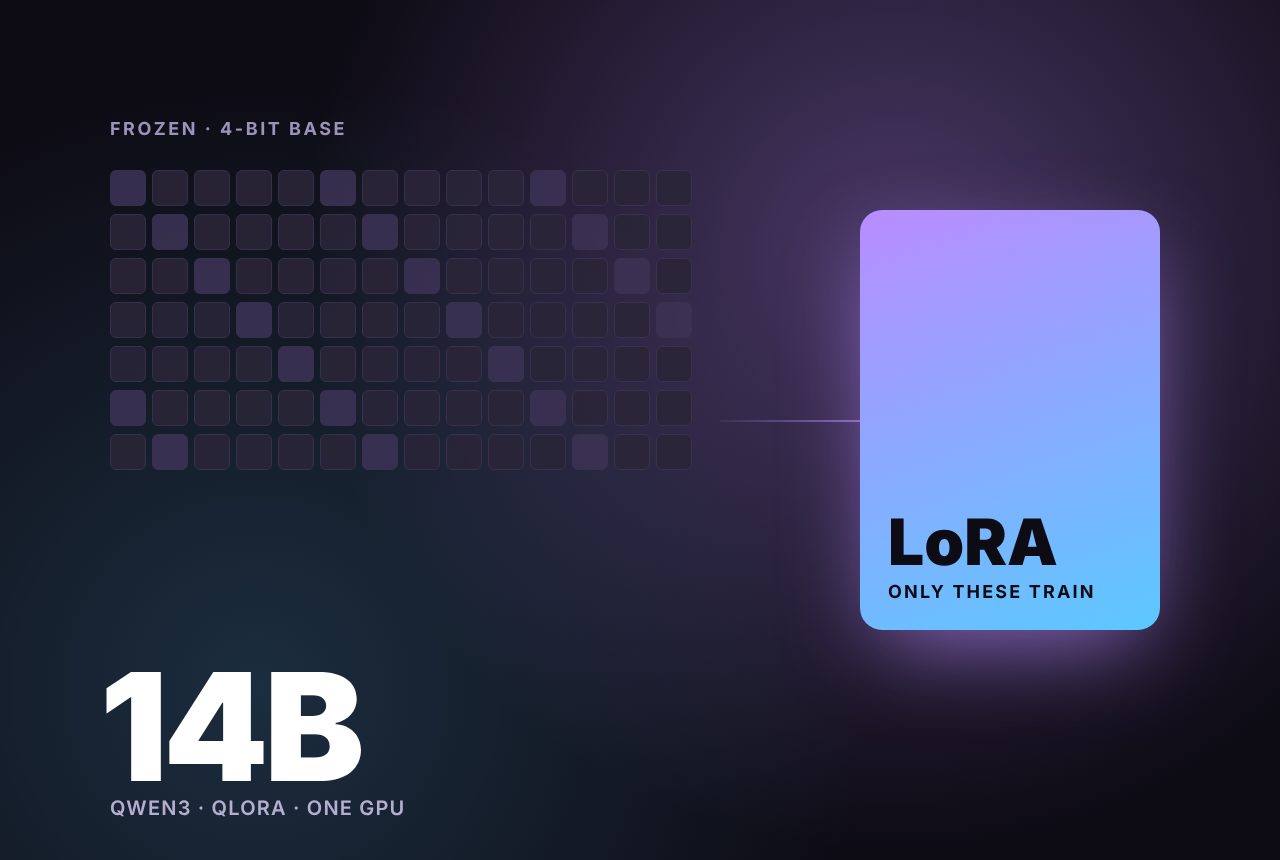 FROZEN · 4-BIT BASE
LoRA
ONLY THESE TRAIN
14B
QWEN3 · QLORA · ONE GPU